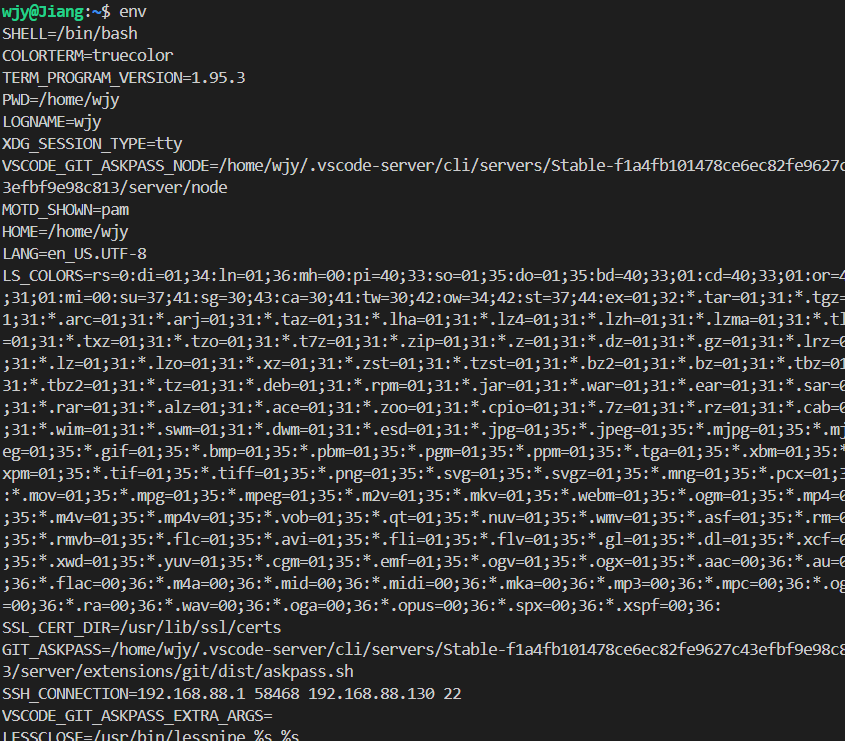 wjy@Jiang:~$ env
SHELL=/bin/bash
COLORTERM=truecolor
TERM_PROGRAM_VERSION=1.95.3
PWD=/home/wjy
LOGNAME=wjy
XDG_SESSION_TYPE=tty
VSCODE_GIT_ASKPASS_NODE=/home/wjy/.vscode-server/cli/servers/Stable-f1a4fb101478ce6ec82fe9627c
3efbf9e98c813/server/node
MOTD_SHOWN=pam
HOME=/home/wjy
LANG=en_US.UTF-8
LS_COLORS=rs=0:di=01;34:ln=01;36:mh=00:pi=40;33:so=01;35:do=01;35:bd=40;33;01:cd=40;33;01:or=4
;31;01:mi=00:su=37;41:sg=30;43:ca=30;41:tw=30;42:ow=34;42:st=37;44:ex=01;32:*.tar=01;31:*.tgz=
1;31:*.arc=01;31:*.arj=01;31:*.taz=01;31:*.lha=01;31:*.lz4=01;31:*.lzh=01;31:*.lzma=01;31:*.tl
=01;31:*.txz=01;31:*.tzo=01;31:*.t7z=01;31:*.zip=01;31:*.z=01;31:*.dz=01;31:*.gz=01;31:*.lrz=0
;31:*.lz=01;31:*.lzo=01;31:*.xz=01;31:*.zst=01;31:*.tzst=01;31:*.bz2=01;31:*.bz=01;31:*.tbz=01
31:*.tbz2=01;31:*.tz=01;31:*.deb=01;31:*.rpm=01;31:*.jar=01;31:*.war=01;31:*.ear=01;31:*.sar=0
;31:*.rar=01;31:*.alz=01;31:*.ace=01;31:*.zoo=01;31:*.cpio=01;31:*.7z=01;31:*.rz=01;31:*.cab=0
;31:*.wim=01;31:*.swm=01;31:*.dwm=01;31:*.esd=01;31:*.jpg=01;35:*.jpeg=01;35:*.mjpg=01;35:*.mj
eg=01;35:*.gif=01;35:*.bmp=01;35:*.pbm=01;35:*.pgm=01;35:*.ppm=01;35:*.tga=01;35:*.xbm=01;35:*
xpm=01;35:*.tif=01;35:*.tiff=01;35:*.png=01;35:*.svg=01;35:*.svgz=01;35:*.mng=01;35:*.pcx=01;3
:*.mov=01;35:*.mpg=01;35:*.mpeg=01;35:*.m2v=01;35:*.mkv=01;35:*.webm=01;35:*.ogm=01;35:*.mp4=0
;35:*.m4v=01;35:*.mp4v=01;35:*.vob=01;35:*.qt=01;35:*.nuv=01;35:*.wmv=01;35:*.asf=01;35:*.rm=0
;35:*.rmvb=01;35:*.flc=01;35:*.avi=01;35:*.fli=01;35:*.flv=01;35:*.gl=01;35:*.dl=01;35:*.xcf=0
;35:*.xwd=01;35:*.yuv=01;35:*.cgm=01;35:*.emf=01;35:*.ogv=01;35:*.ogx=01;35:*.aac=00;36:*.au=0
;36:*.flac=00;36:*.m4a=00;36:*.mid=00;36:*.midi=00;36:*.mka=00;36:*.mp3=00;36:*.mpc=00;36:*.og
=00;36:*.ra=00;36:*.wav=00;36:*.oga=00;36:*.opus=00;36:*.spx=00;36:*.xspf=00;36:
SSL_CERT_DIR=/usr/lib/ssl/certs
GIT_ASKPASS=/home/wjy/.vscode-server/cli/servers/Stable-f1a4fb101478ce6ec82fe9627c43efbf9e98c8
3/server/extensions/git/dist/askpass.sh
SSH_CONNECTION=192.168.88.1 58468 192.168.88.130 22
VSCODE_GIT_ASKPASS_EXTRA_ARGS=
LESSCLOSE=/usr/bin/lesspipe %s %s